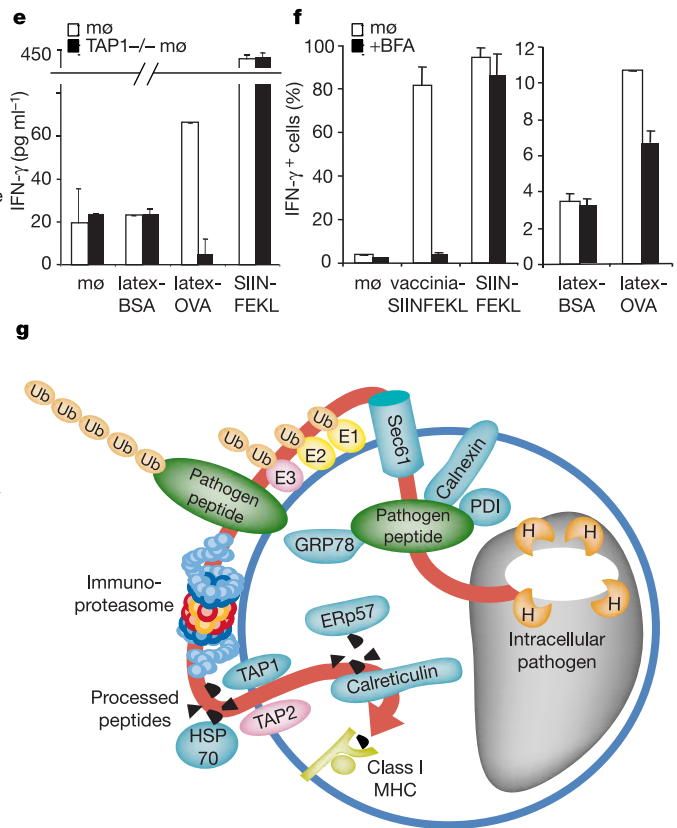 e
mø
TAP1–/– mø
450
60
40
20
0
IFN-γ (pg ml⁻¹)
mø
latex-
BSA
latex-
OVA
SIIN-
FEKL
f
mø
+BFA
100
80
60
40
20
0
IFN-γ⁺ cells (%)
mø
vaccinia-
SIINFEKL
SIIN-
FEKL
12
10
8
6
4
2
0
latex-
BSA
latex-
OVA
g
Ub
Ub
Ub
Ub
Ub
Ub
Pathogen
peptide
Ub
Ub
E3
Ub
E2
Ub
E1
Sec61
Calnexin
PDI
Pathogen
peptide
GRP78
H
H
H
H
Intracellular
pathogen
Immuno-
proteasome
ERp57
TAP1
Calreticulin
Processed
peptides
TAP2
HSP
70
Class I
MHC